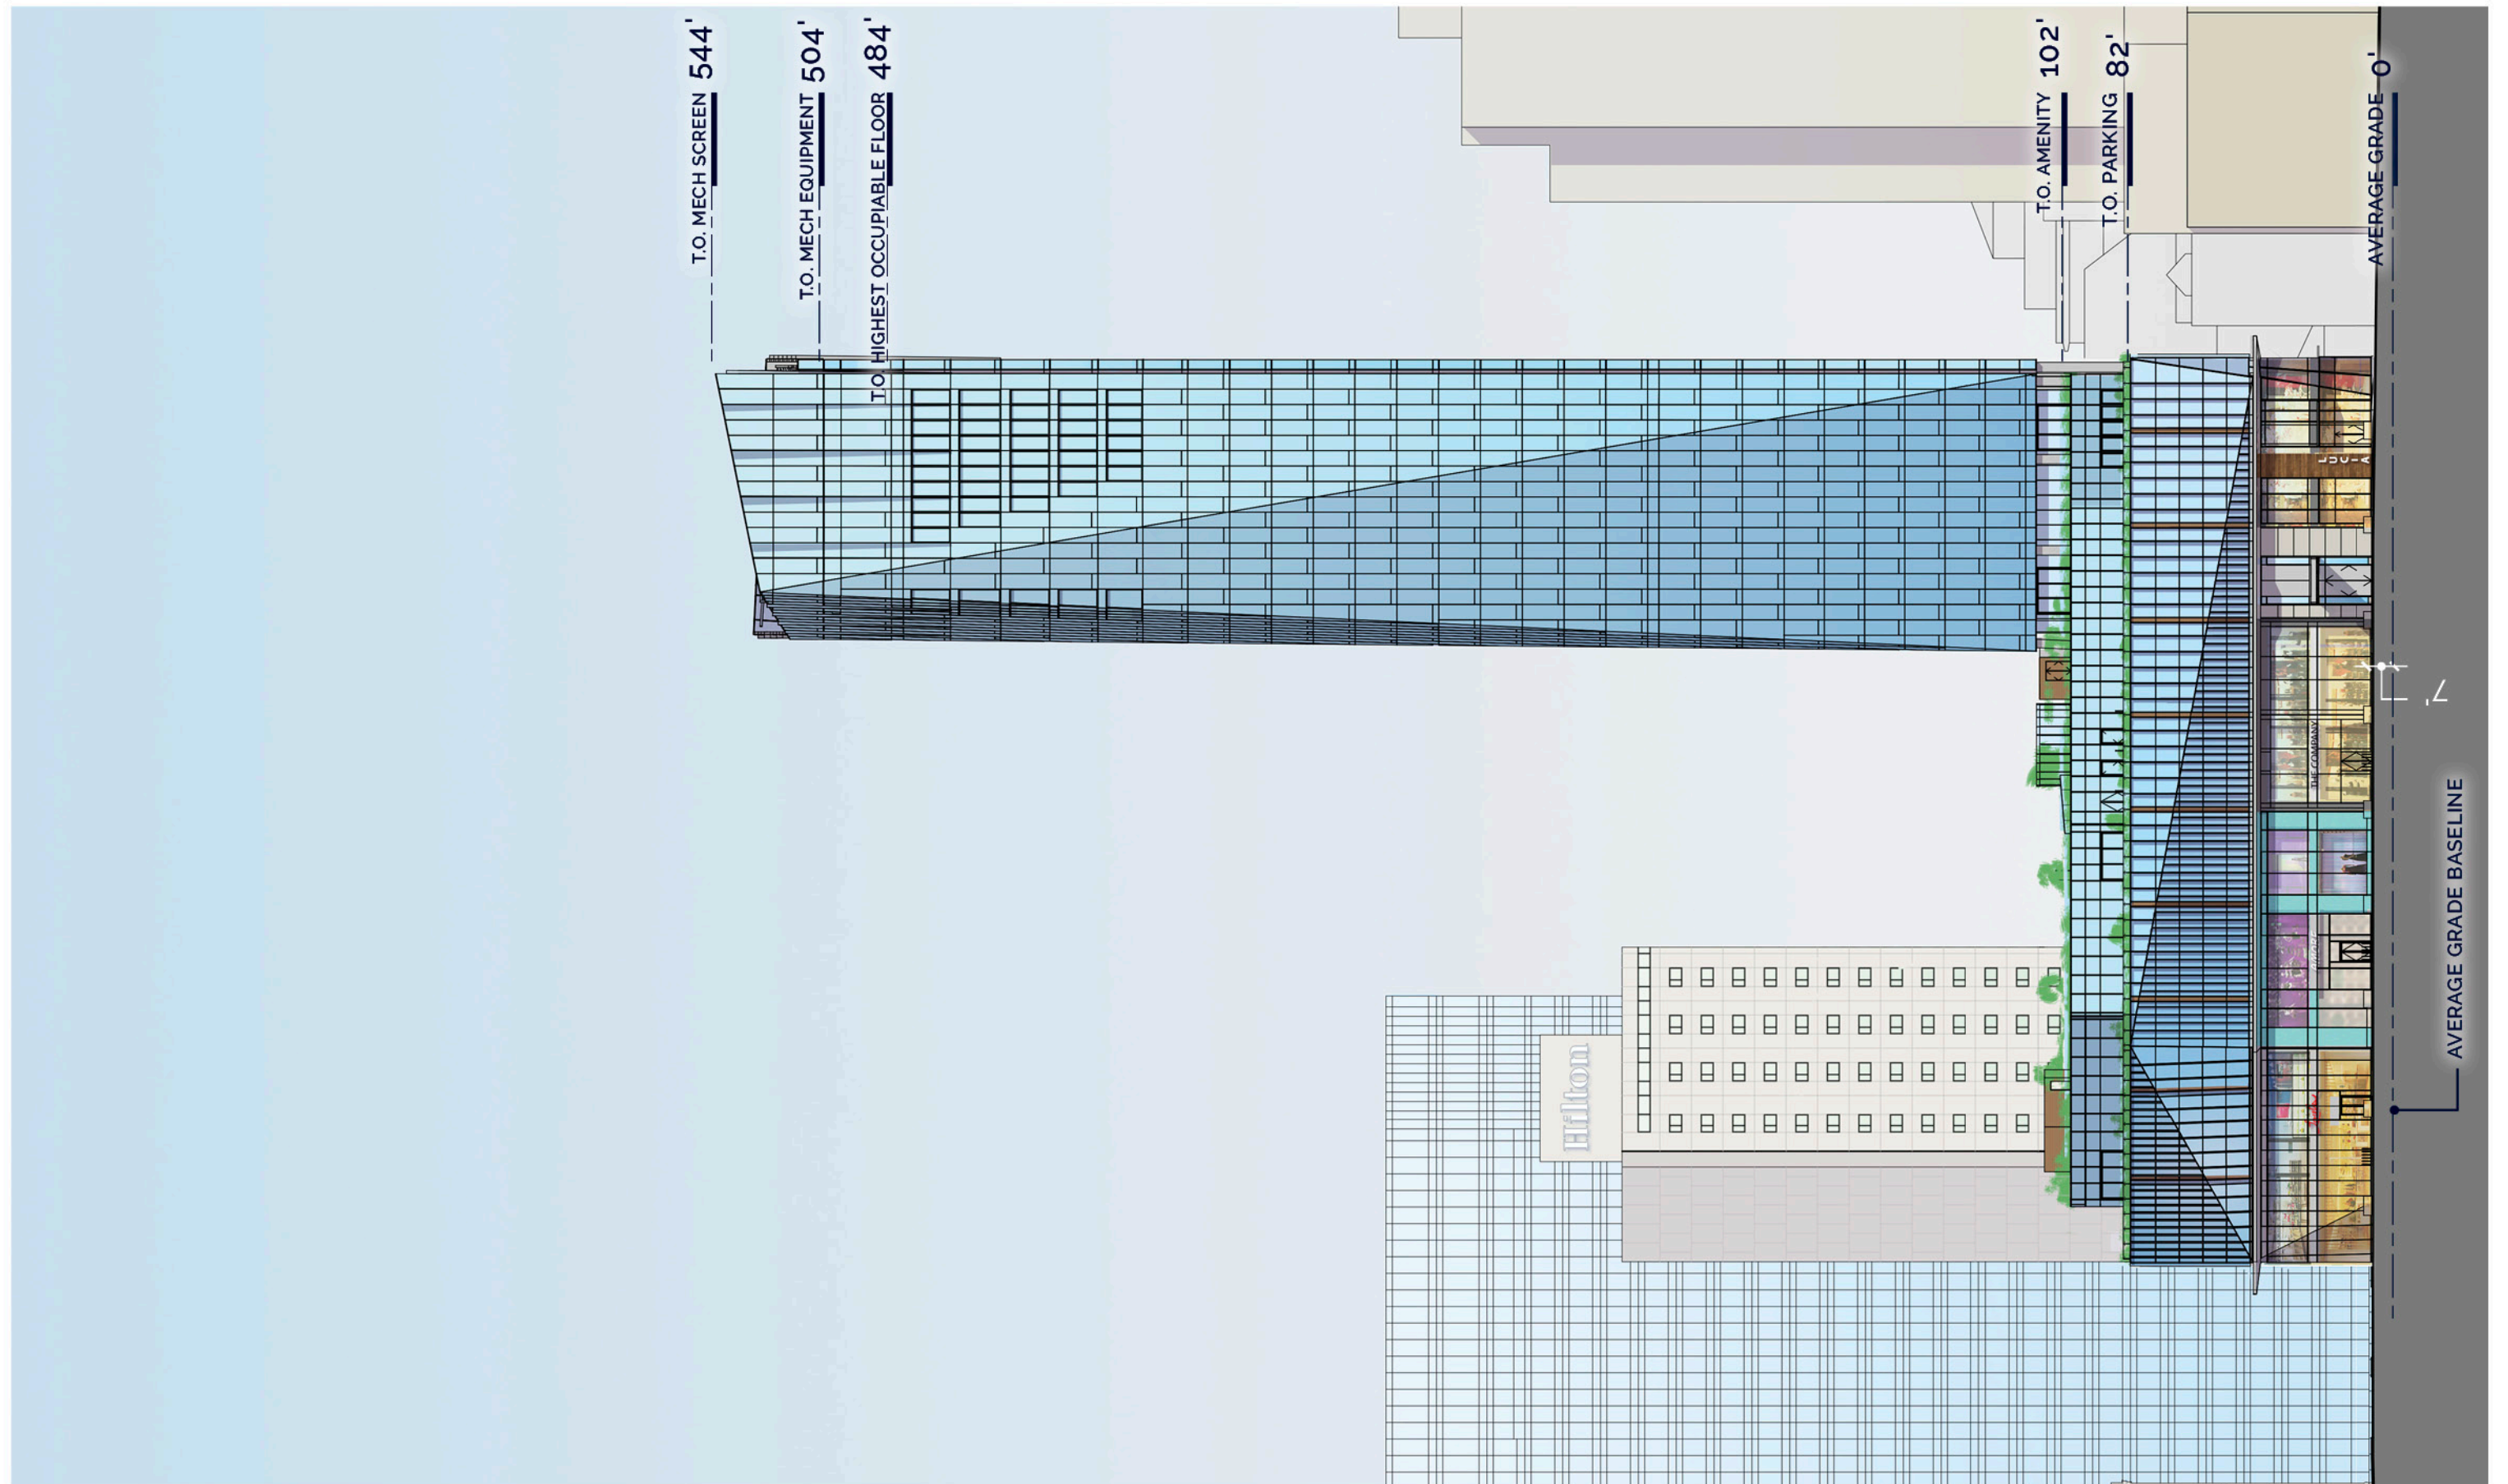 544'
T.O. MECH SCREEN
504'
T.O. MECH EQUIPMENT
484'
T.O. HIGHEST OCCUPIABLE FLOOR
102'
T.O. AMENITY
82'
T.O. PARKING
0'
AVERAGE GRADE
LUCIA
THE COMPANY
7'
AVERAGE GRADE BASELINE
Hilton